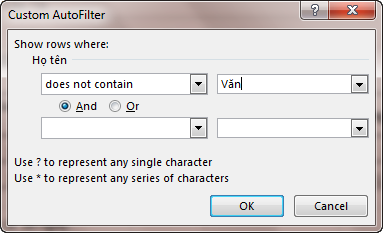 Custom AutoFilter
Show rows where:
Họ tên
does not contain Văn
And Or
Use ? to represent any single character
Use * to represent any series of characters
OK Cancel